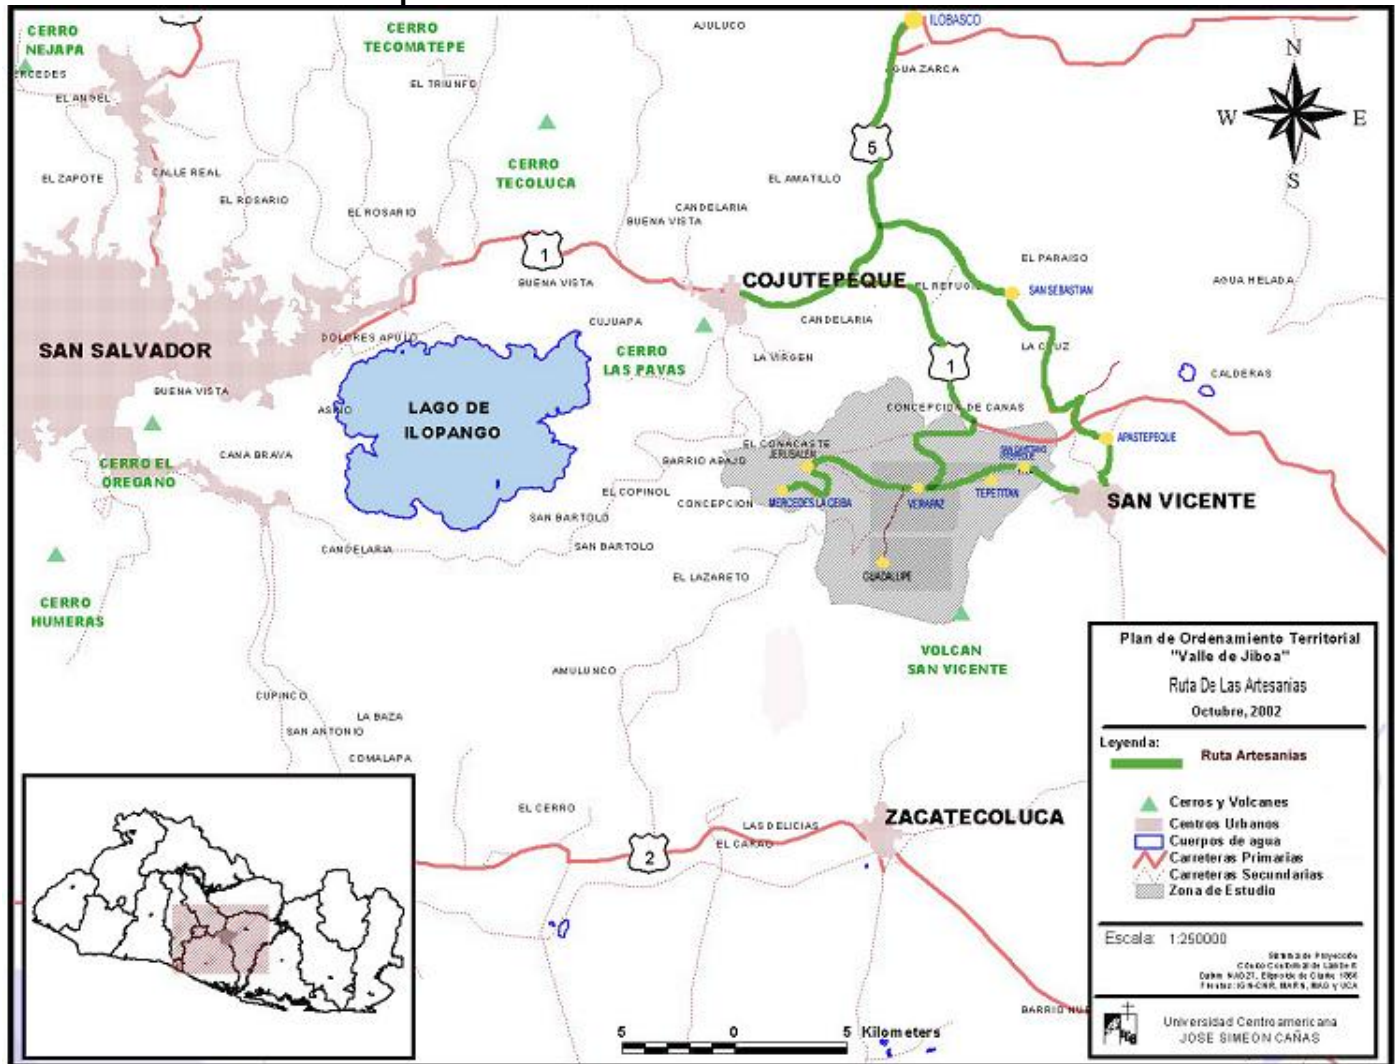 ILOBASCO
AJULUCO
CERRO
NEJAPA
CERRO
TECOMATEPE
ERCEDES
EL ANGEL
EL TRIUNFO
AGUA ZARCA
N
W
E
S
5
CERRO
TECOLUCA
EL ZAPOTE
CALLE REAL
EL ROSARIO
EL ROSARIO
EL AMATILLO
CANDELARIA
BUENA VISTA
1
BUENA VISTA
COJUTEPEQUE
EL PARAISO
AGUA HELADA
SAN SEBASTIAN
CUJUAPA
CANDELARIA
DOLORES APULO
SAN SALVADOR
CERRO
LAS PAVAS
LA VIRGEN
1
CALDERAS
BUENA VISTA
LAGO DE
ILOPANGO
CONCEPCION DE CANAS
CERRO EL
OREGANO
CANA BRAVA
EL CONACASTE
JERUSALEN
BARRIO ABAJO
APASTEPEQUE
EL COPINOL
CONCEPCION
MERCEDES LA CEIBA
VERAPAZ
TEPETITAN
SAN VICENTE
SAN BARTOLO
SAN BARTOLO
CANDELARIA
EL LAZARETO
GUADALUPE
CERRO
HUMERAS
VOLCAN
SAN VICENTE
AMULUNCO
CUPINCO
LA BAZA
SAN ANTONIO
COMALAPA
EL CERRO
LAS DELICIAS
ZACATECOLUCA
EL CARAO
2
5 0 5 Kilometers
Plan de Ordenamiento Territorial
"Valle de Jiboa"
Ruta De Las Artesanias
Octubre, 2002
Leyenda:
Ruta Artesanias
Cerros y Volcanes
Centros Urbanos
Cuerpos de agua
Carreteras Primarias
Carreteras Secundarias
Zona de Estudio
Escala: 1:250000
Sistema de Proyección
Universidad Centroamericana
JOSE SIMEON CAÑAS